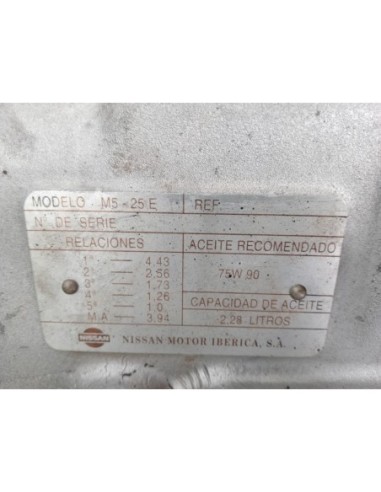 MODELO M5-25 E REF.
Nº DE SERIE
RELACIONES ACEITE RECOMENDADO
1ª 4.43
2ª 2.56 75W 90
3ª 1.73
4ª 1.26 CAPACIDAD DE ACEITE
5ª 1.0
M.A 3.94 2.28 LITROS
NISSAN NISSAN MOTOR IBERICA, S.A.